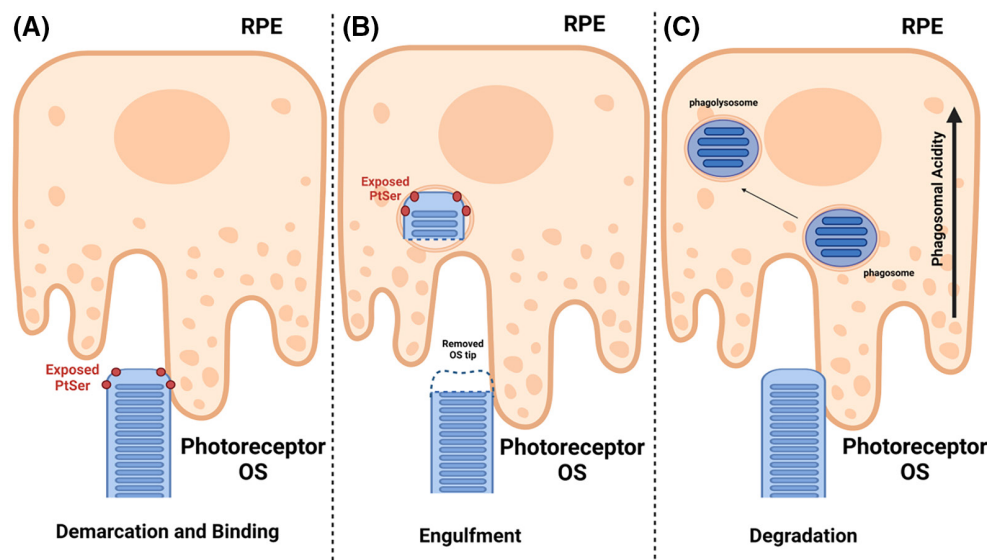 (A)
RPE
Exposed
PtSer
Photoreceptor
OS
Demarcation and Binding
(B)
RPE
Exposed
PtSer
Removed
OS tip
Photoreceptor
OS
Engulfment
(C)
RPE
phagolysosome
phagosome
Phagosomal Acidity
Photoreceptor
OS
Degradation